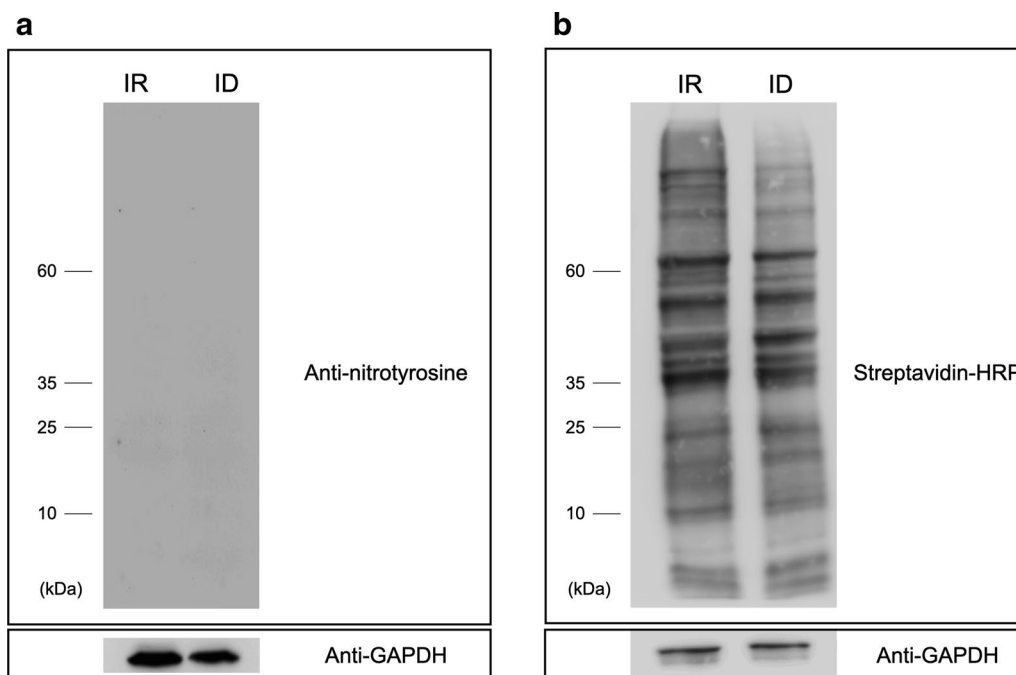 a
IR ID
60
35
25
10
(kDa)
Anti-nitrotyrosine
Anti-GAPDH
b
IR ID
60
35
25
10
(kDa)
Streptavidin-HRP
Anti-GAPDH